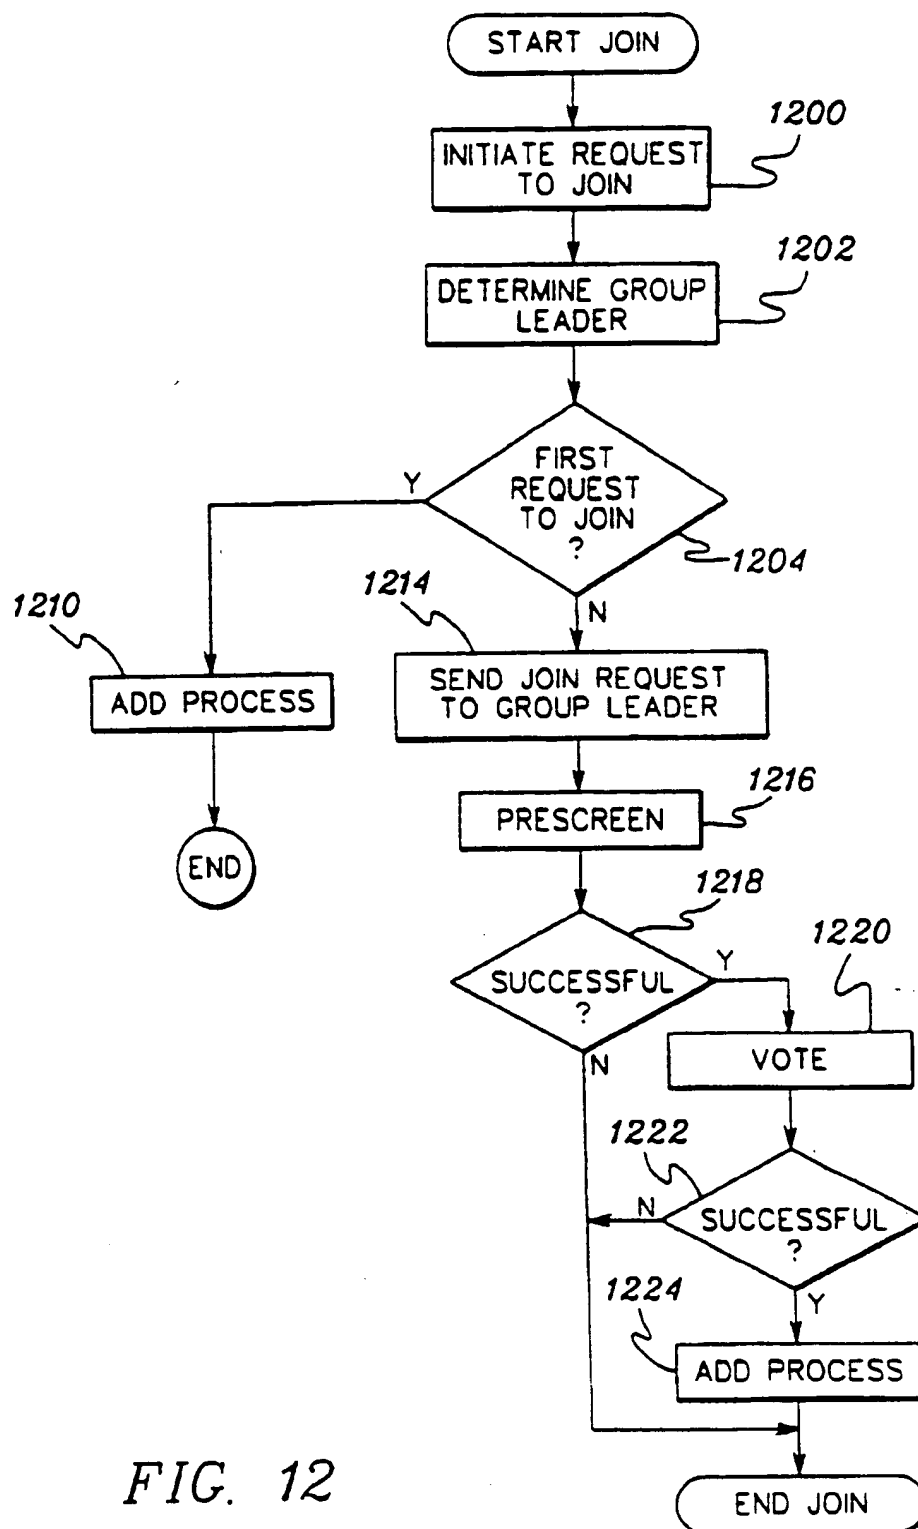 START JOIN
1200
INITIATE REQUEST
TO JOIN
1202
DETERMINE GROUP
LEADER
FIRST
REQUEST
TO JOIN
?
Y
1204
N
1210
1214
ADD PROCESS
SEND JOIN REQUEST
TO GROUP LEADER
1216
PRESCREEN
END
1218
SUCCESSFUL
?
Y
N
1220
VOTE
1222
N
SUCCESSFUL
?
Y
1224
ADD PROCESS
END JOIN
FIG. 12